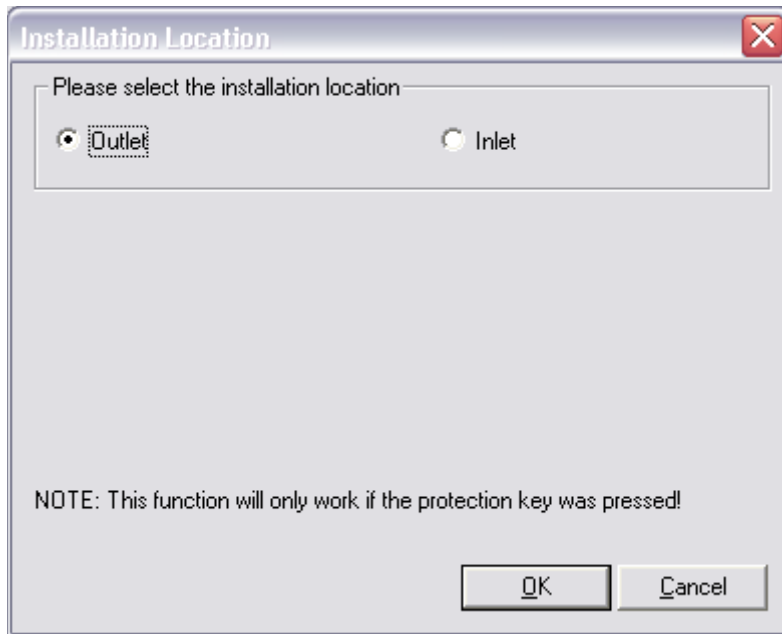 Installation Location
Please select the installation location
Outlet Inlet
NOTE: This function will only work if the protection key was pressed!
OK Cancel